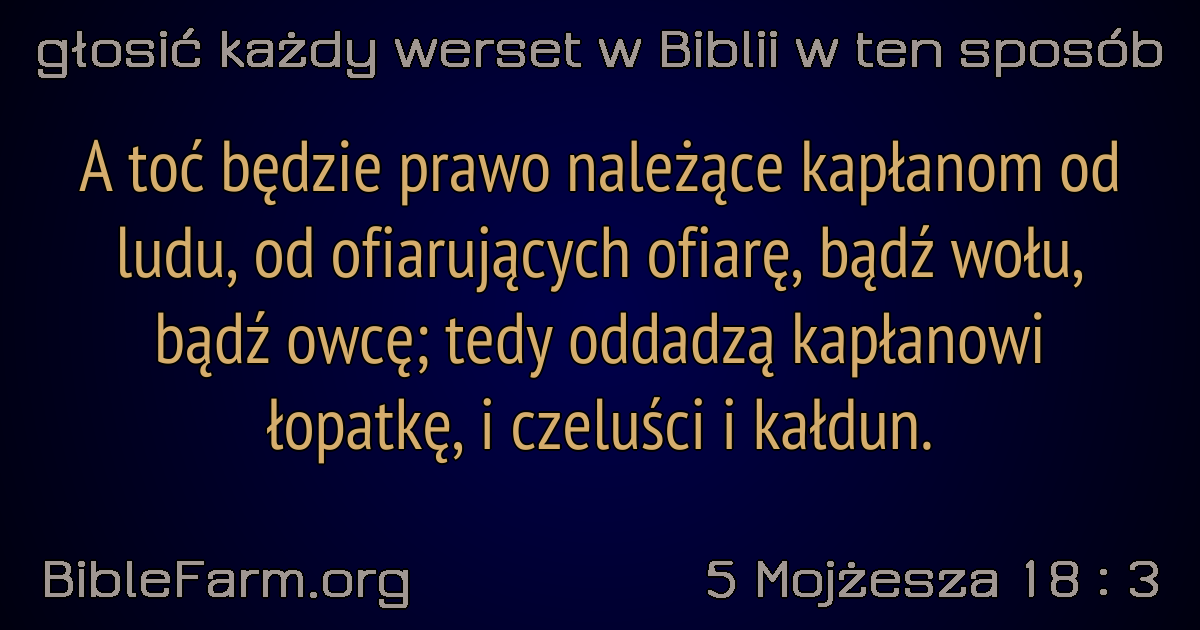 głosić każdy werset w Biblii w ten sposób
A toć będzie prawo należące kapłanom od
ludu, od ofiarujących ofiarę, bądź wołu,
bądź owcę; tedy oddadzą kapłanowi
łopatkę, i czeluści i kałdun.
BibleFarm.org
5 Mojżesza 18 : 3